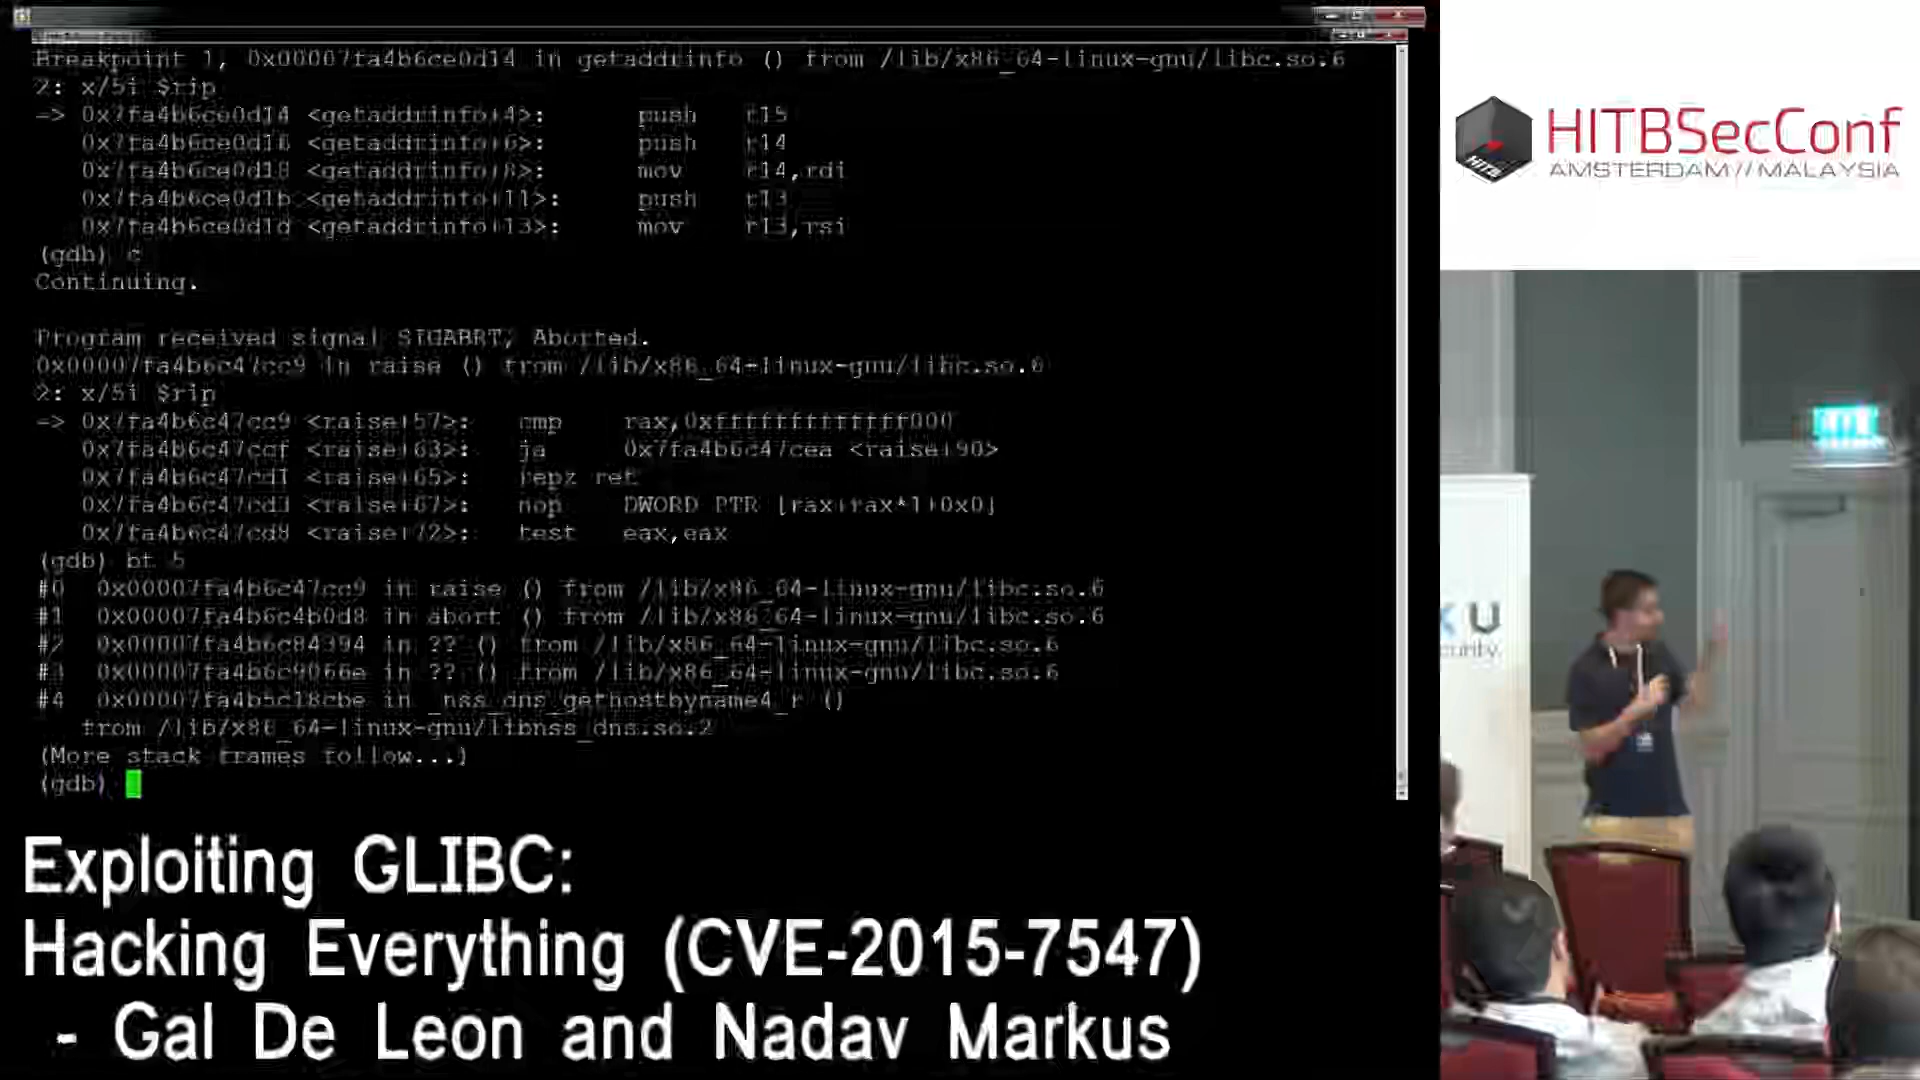 Breakpoint 1, 0x00007fa4b6ce0d14 in getaddrinfo () from /lib/x86_64-linux-gnu/libc.so.6
2: x/5i $rip
=> 0x7fa4b6ce0d14 <getaddrinfo+4>: push r15
0x7fa4b6ce0d16 <getaddrinfo+6>: push r14
0x7fa4b6ce0d18 <getaddrinfo+8>: mov r14,rdi
0x7fa4b6ce0d1b <getaddrinfo+11>: push r13
0x7fa4b6ce0d1d <getaddrinfo+13>: mov r13,rsi
(gdb) c
Continuing.
Program received signal SIGABRT, Aborted.
0x00007fa4b6c47cc9 in raise () from /lib/x86_64-linux-gnu/libc.so.6
2: x/5i $rip
=> 0x7fa4b6c47cc9 <raise+57>: cmp rax,0xfffffffffffff000
0x7fa4b6c47ccf <raise+63>: ja 0x7fa4b6c47cea <raise+90>
0x7fa4b6c47cd1 <raise+65>: repz ret
0x7fa4b6c47cd3 <raise+67>: nop DWORD PTR [rax+rax*1+0x0]
0x7fa4b6c47cd8 <raise+72>: test eax,eax
(gdb) bt 5
#0 0x00007fa4b6c47cc9 in raise () from /lib/x86_64-linux-gnu/libc.so.6
#1 0x00007fa4b6c4b0d8 in abort () from /lib/x86_64-linux-gnu/libc.so.6
#2 0x00007fa4b6c84394 in ?? () from /lib/x86_64-linux-gnu/libc.so.6
#3 0x00007fa4b6c9066e in ?? () from /lib/x86_64-linux-gnu/libc.so.6
#4 0x00007fa4b5c18cbe in _nss_dns_gethostbyname4_r ()
from /lib/x86_64-linux-gnu/libnss_dns.so.2
(More stack frames follow...)
(gdb)
HITBSecConf
AMSTERDAM // MALAYSIA
HITB
Exploiting GLIBC:
Hacking Everything (CVE-2015-7547)
- Gal De Leon and Nadav Markus